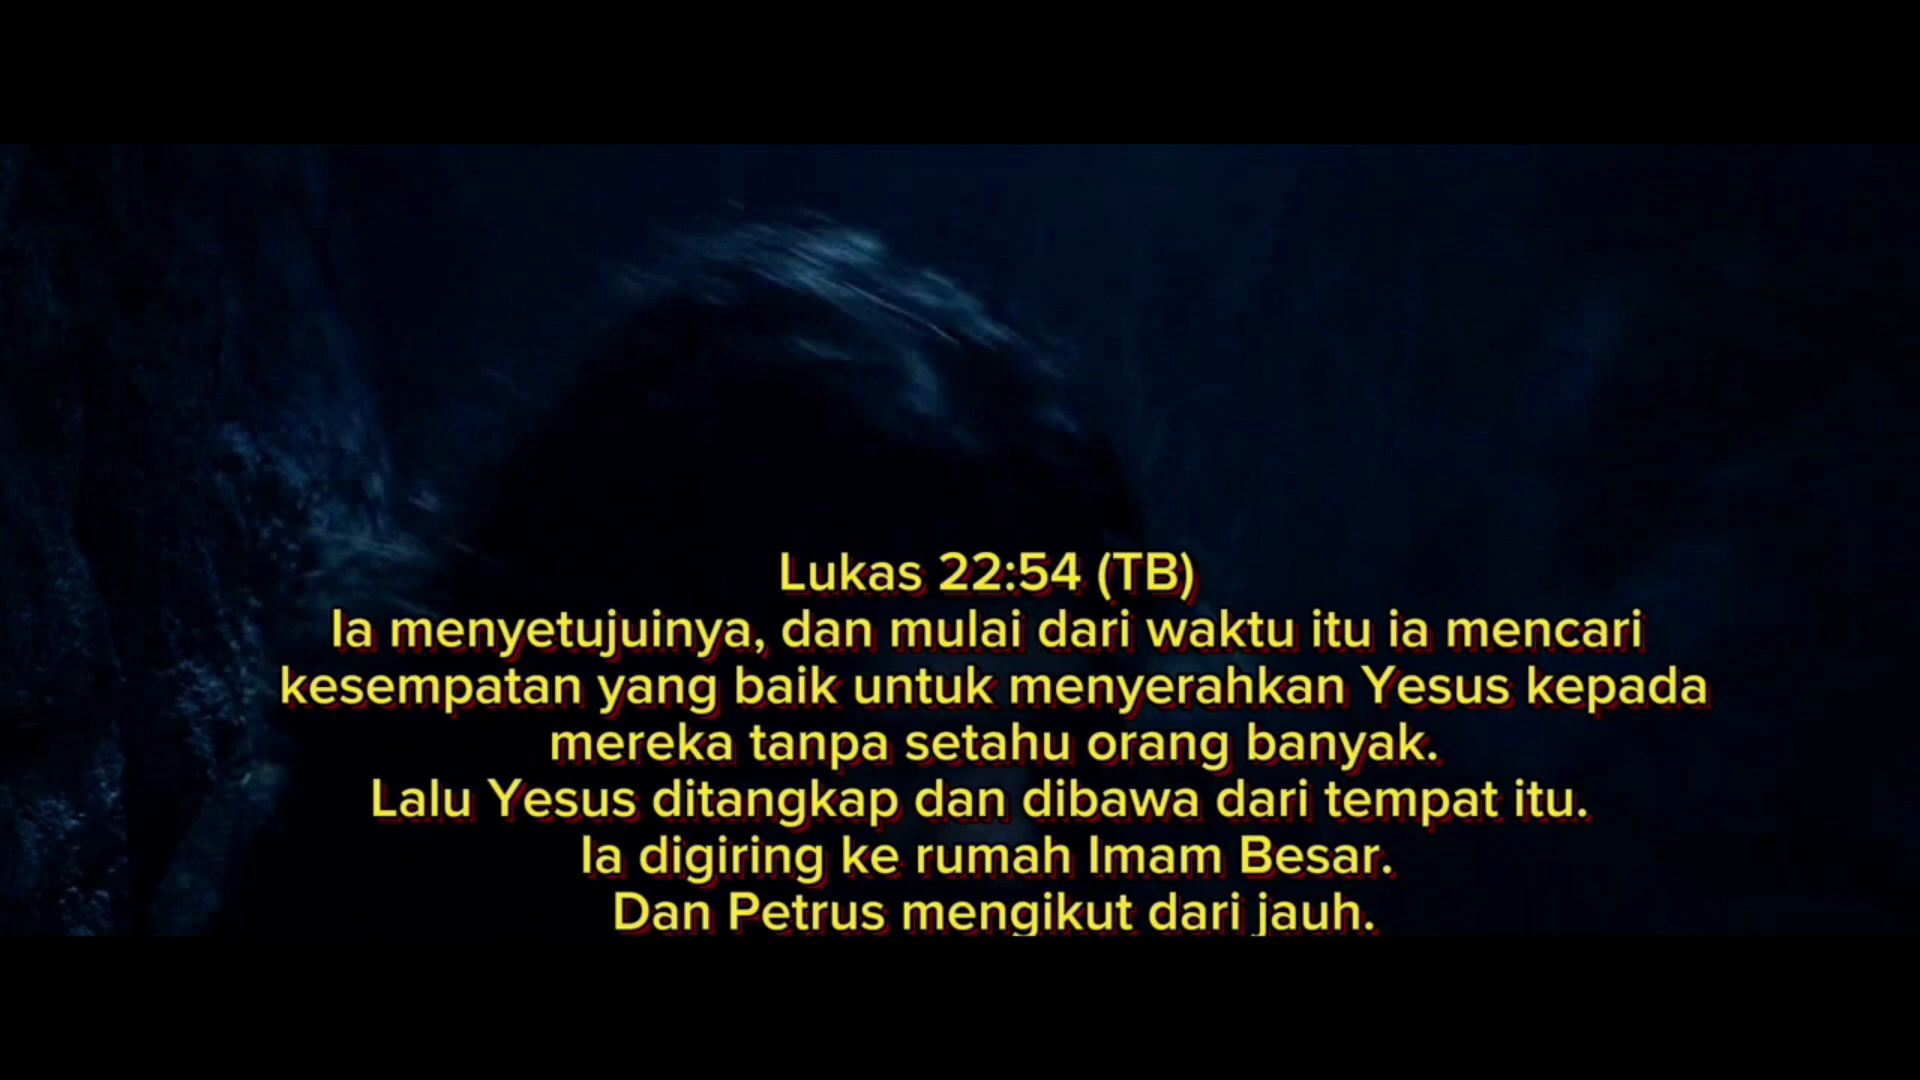 Lukas 22:54 (TB)
Ia menyetujuinya, dan mulai dari waktu itu ia mencari
kesempatan yang baik untuk menyerahkan Yesus kepada
mereka tanpa setahu orang banyak.
Lalu Yesus ditangkap dan dibawa dari tempat itu.
Ia digiring ke rumah Imam Besar.
Dan Petrus mengikut dari jauh.